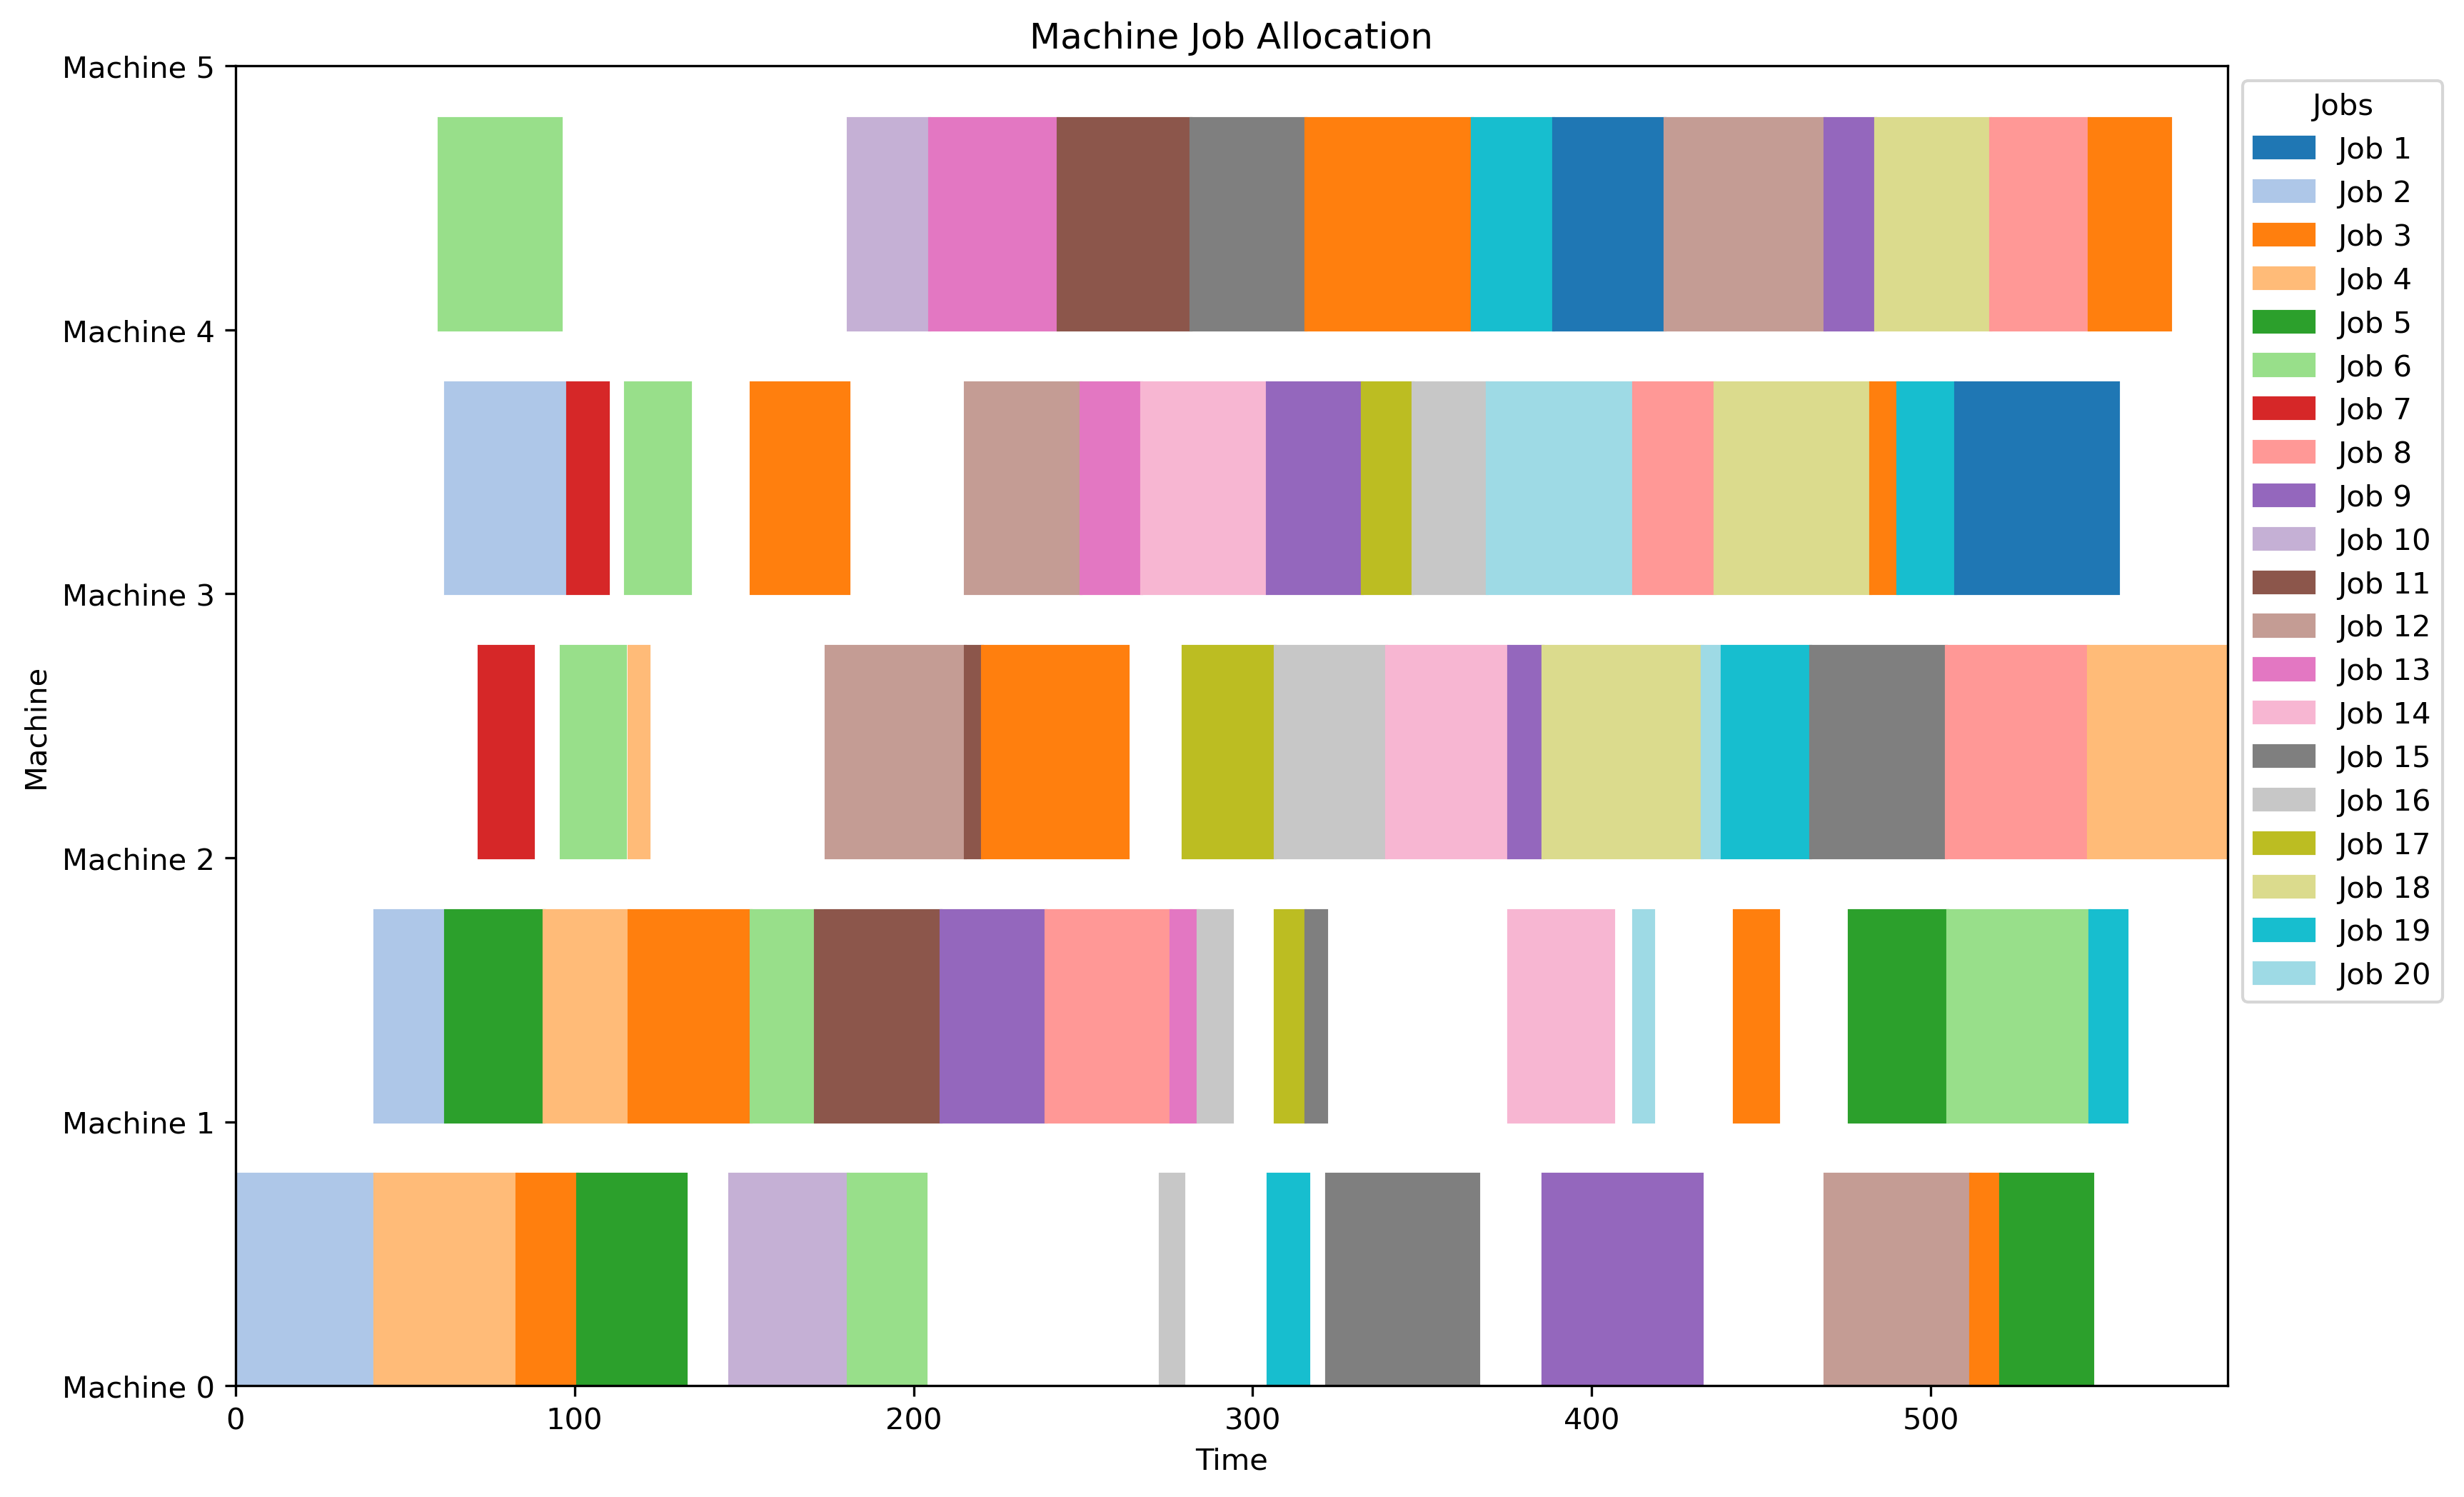 Machine Job Allocation
Machine 5
Machine 4
Machine 3
Machine 2
Machine 1
Machine 0
Machine
0
100
200
300
400
500
Time
Jobs
Job 1
Job 2
Job 3
Job 4
Job 5
Job 6
Job 7
Job 8
Job 9
Job 10
Job 11
Job 12
Job 13
Job 14
Job 15
Job 16
Job 17
Job 18
Job 19
Job 20